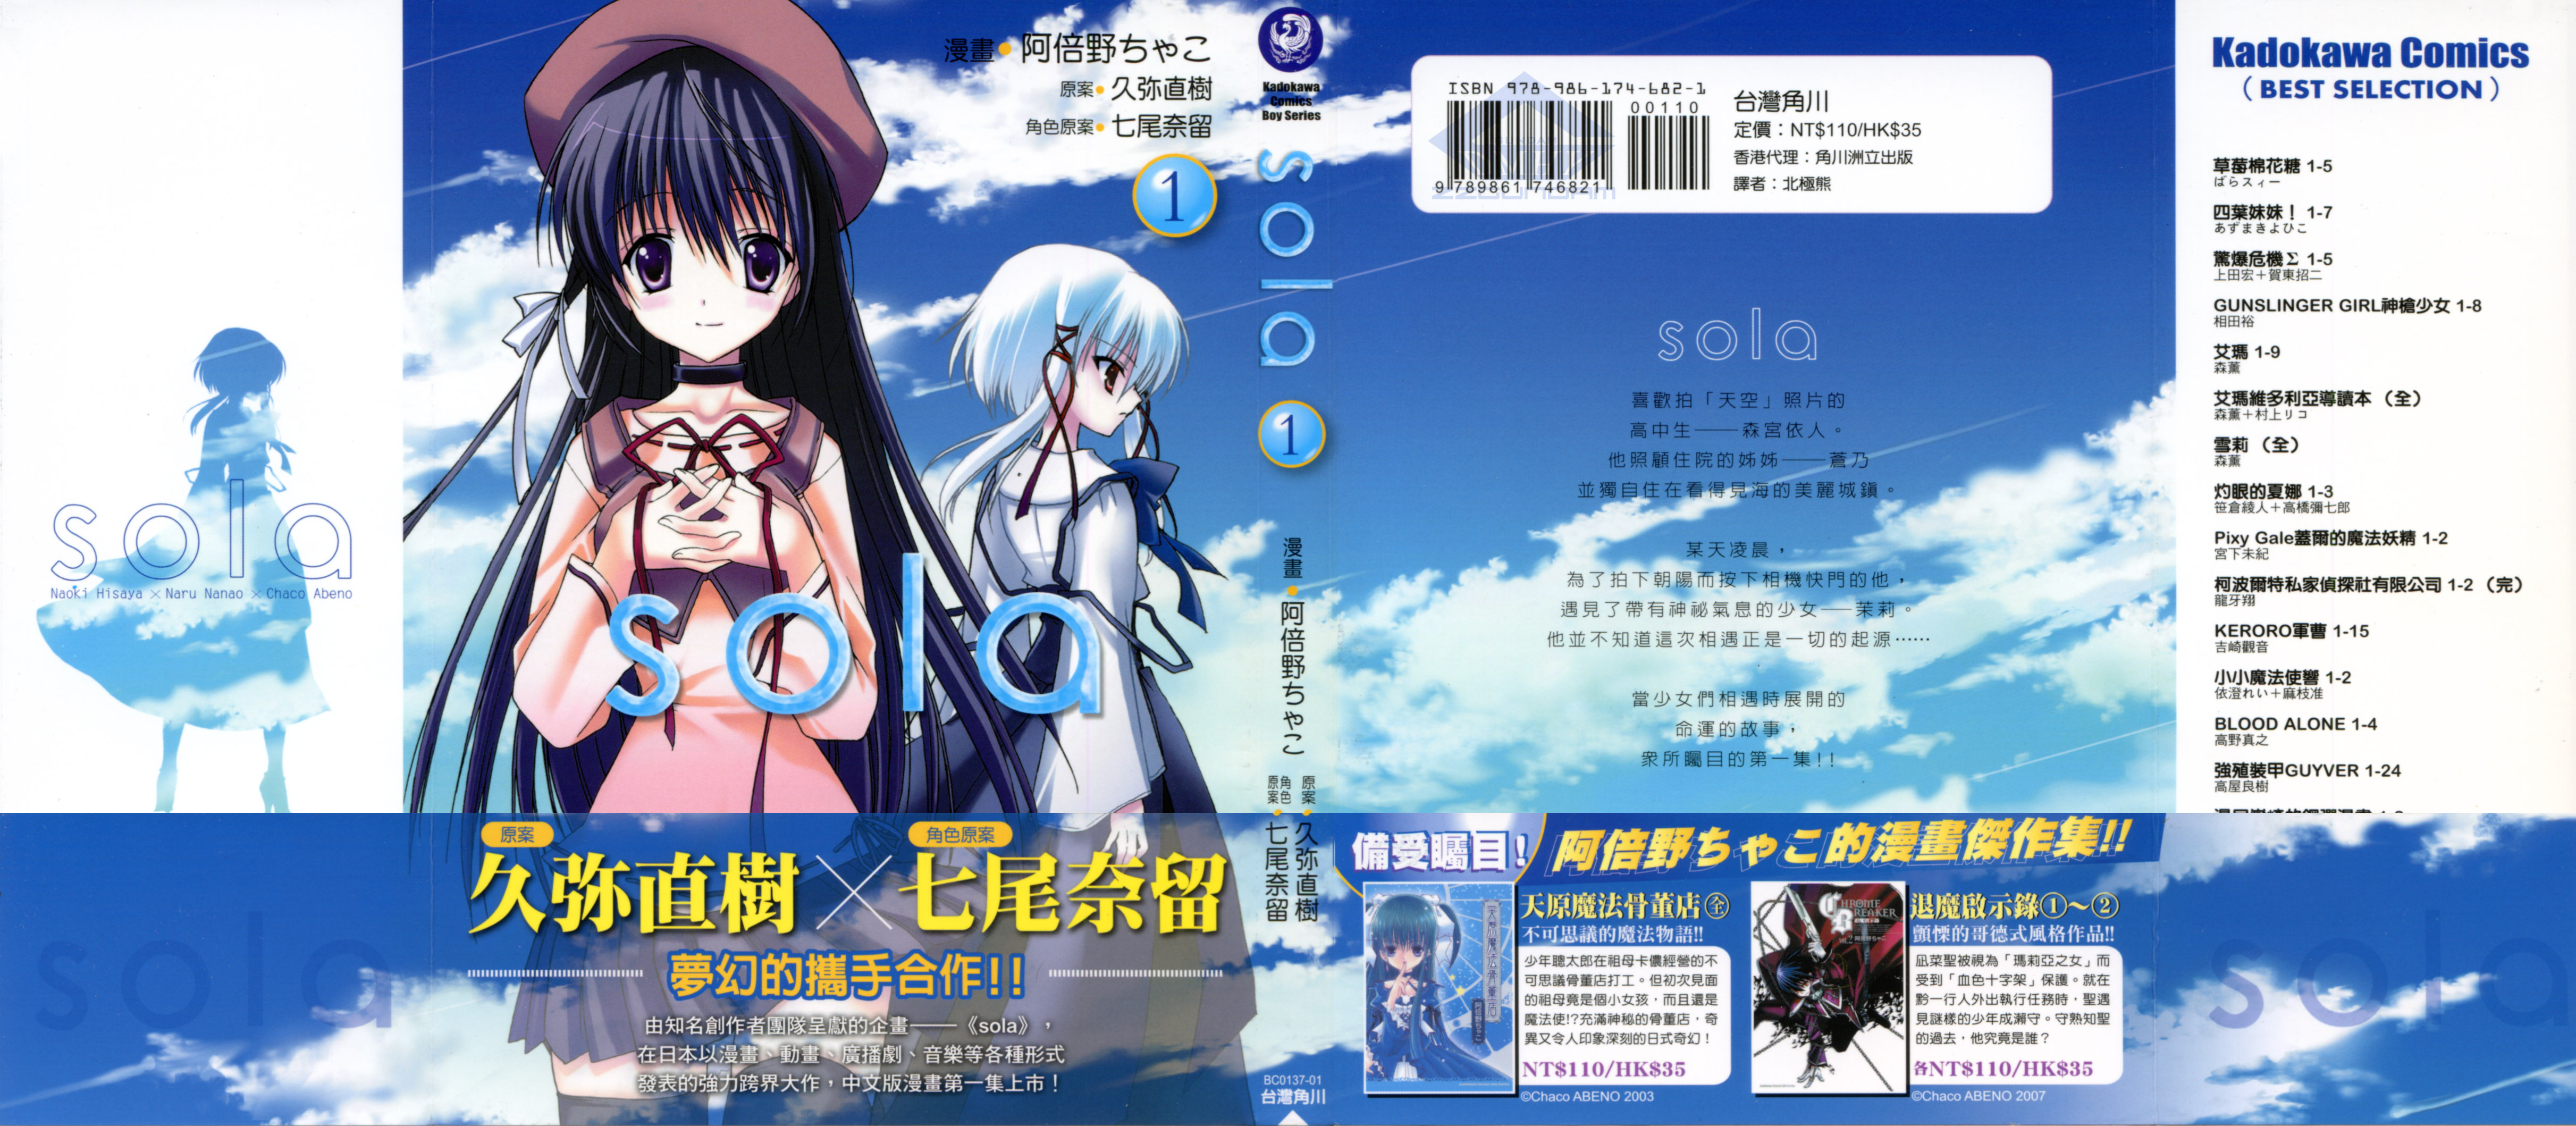 sola
Naoki Hisaya × Naru Nanao × Chaco Abeno
漫畫●阿倍野ちゃこ
原案●久弥直樹
角色原案●七尾奈留
1
sola
原案
角色原案
久弥直樹×七尾奈留
夢幻的攜手合作!!
由知名創作者團隊呈獻的企畫——《sola》，
在日本以漫畫、動畫、廣播劇、音樂等各種形式
發表的強力跨界大作，中文版漫畫第一集上市！
Kadokawa
Comics
Boy Series
sola
1
漫畫●阿倍野ちゃこ
原案●久弥直樹
角色原案●七尾奈留
BC0137-01
台灣角川
ISBN 978-986-174-682-1
00110
9 789861 746821
台灣角川
定價：NT$110/HK$35
香港代理：角川洲立出版
譯者：北極熊
sola
喜歡拍「天空」照片的
高中生——森宮依人。
他照顧住院的姊姊——蒼乃
並獨自住在看得見海的美麗城鎮。
某天凌晨，
為了拍下朝陽而按下相機快門的他，
遇見了帶有神祕氣息的少女——茉莉。
他並不知道這次相遇正是一切的起源……
當少女們相遇時展開的
命運的故事，
眾所矚目的第一集!!
備受矚目!
阿倍野ちゃこ的漫畫傑作集!!
天原魔法骨董店全
不可思議的魔法物語!!
少年聰太郎在祖母卡儂經營的不
可思議骨董店打工。但初次見面
的祖母竟是個小女孩，而且還是
魔法使!?充滿神秘的骨董店，奇
異又令人印象深刻的日式奇幻！
NT$110/HK$35
©Chaco ABENO 2003
CHROME
BREAKER
退魔啟示錄①～②
顫慄的哥德式風格作品!!
凪菜聖被視為「瑪莉亞之女」而
受到「血色十字架」保護。就在
黔一行人外出執行任務時，聖遇
見謎樣的少年成瀨守。守熟知聖
的過去，他究竟是誰？
各NT$110/HK$35
©Chaco ABENO 2007
Kadokawa Comics
（BEST SELECTION）
草莓棉花糖 1-5
ばらスィー
四葉妹妹！ 1-7
あずまきよひこ
驚爆危機Σ 1-5
上田宏＋賀東招二
GUNSLINGER GIRL神槍少女 1-8
相田裕
艾瑪 1-9
森薫
艾瑪維多利亞導讀本（全）
森薫＋村上リコ
雪莉（全）
森薫
灼眼的夏娜 1-3
笹倉綾人＋高橋彌七郎
Pixy Gale蓋爾的魔法妖精 1-2
宮下未紀
柯波爾特私家偵探社有限公司 1-2（完）
龍牙翔
KERORO軍曹 1-15
吉崎觀音
小小魔法使響 1-2
依澄れい＋麻枝准
BLOOD ALONE 1-4
高野真之
強殖裝甲GUYVER 1-24
高屋良樹
sola
sola